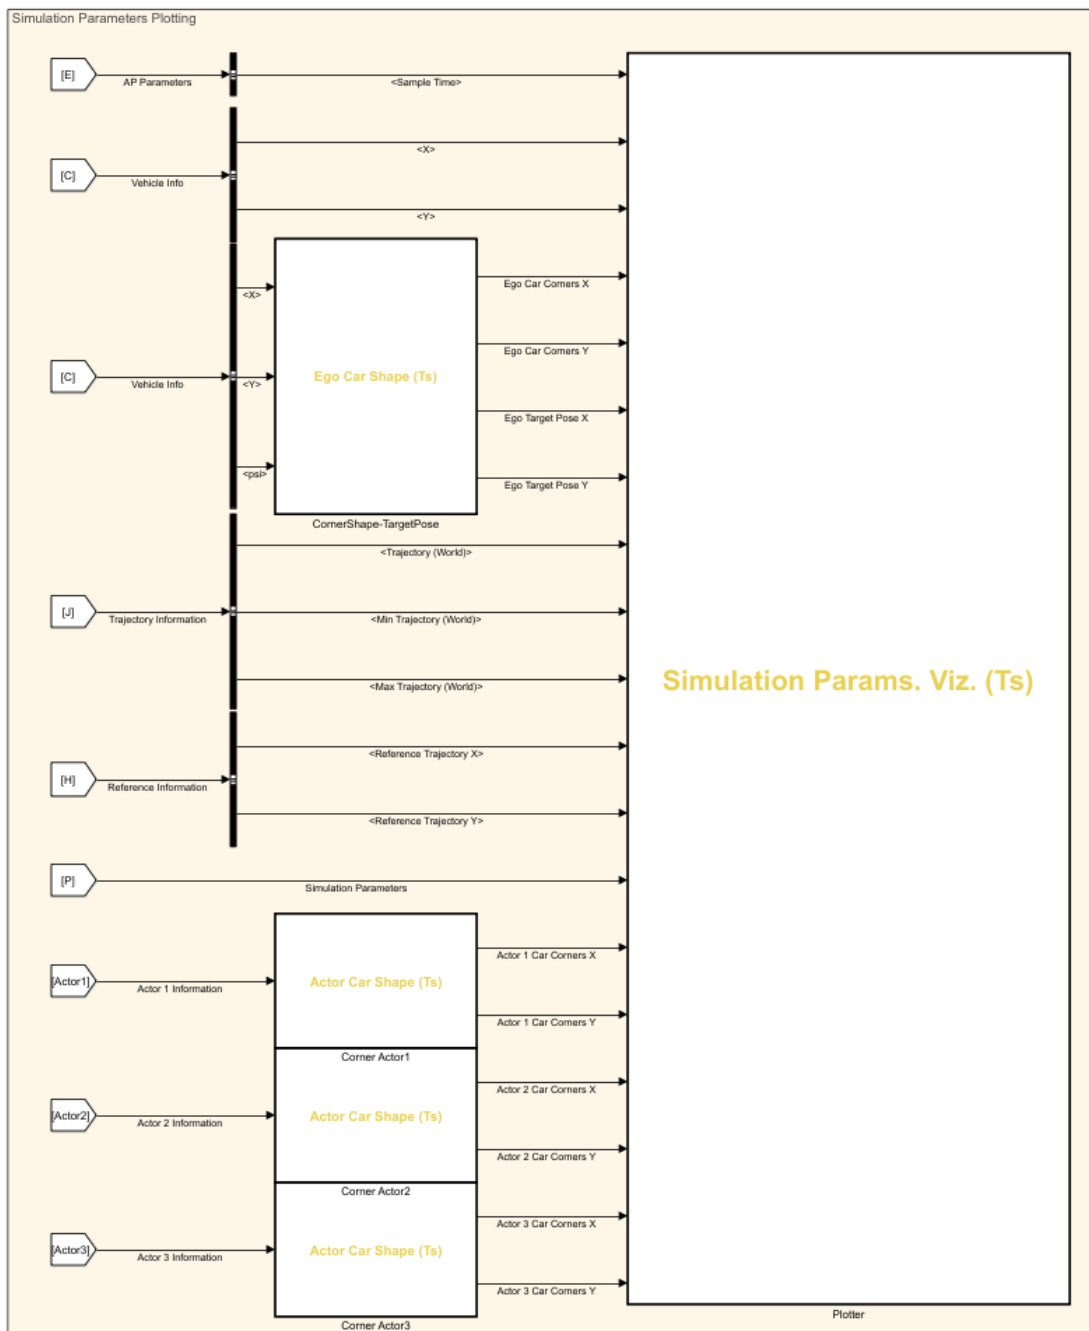 Simulation Parameters Plotting
[E]
AP Parameters
<Sample Time>
<X>
[C]
Vehicle Info
<Y>
Ego Car Corners X
<X>
Ego Car Corners Y
[C]
Vehicle Info
<Y>
Ego Car Shape (Ts)
Ego Target Pose X
<psi>
Ego Target Pose Y
CornerShape-TargetPose
<Trajectory (World)>
[J]
Trajectory Information
<Min Trajectory (World)>
<Max Trajectory (World)>
Simulation Params. Viz. (Ts)
<Reference Trajectory X>
[H]
Reference Information
<Reference Trajectory Y>
[P]
Simulation Parameters
Actor 1 Car Corners X
[Actor1]
Actor 1 Information
Actor Car Shape (Ts)
Actor 1 Car Corners Y
Corner Actor1
Actor 2 Car Corners X
[Actor2]
Actor 2 Information
Actor Car Shape (Ts)
Actor 2 Car Corners Y
Corner Actor2
Actor 3 Car Corners X
[Actor3]
Actor 3 Information
Actor Car Shape (Ts)
Actor 3 Car Corners Y
Corner Actor3
Plotter